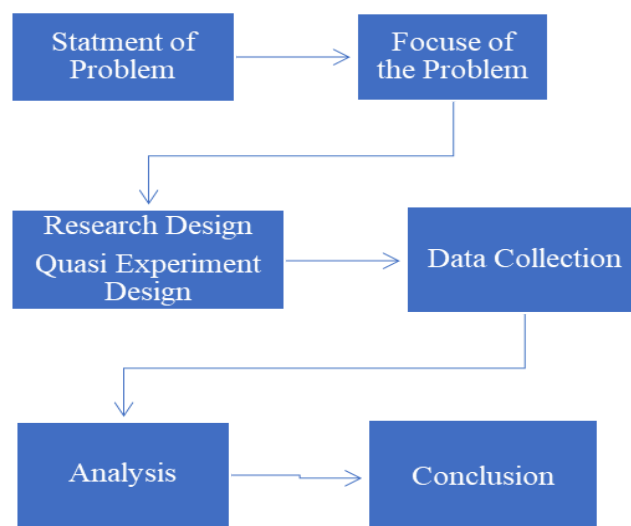 Statment of
Problem
Focuse of
the Problem
Research Design
Quasi Experiment
Design
Data Collection
Analysis
Conclusion